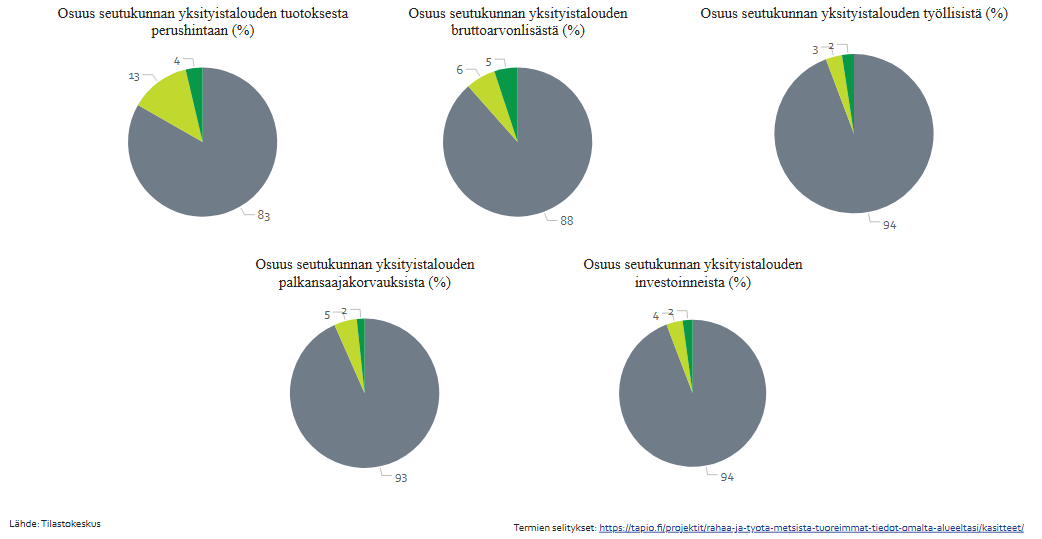 Osuus seutukunnan yksityistalouden tuotoksesta
perushintaan (%)
Osuus seutukunnan yksityistalouden
bruttoarvonlisästä (%)
Osuus seutukunnan yksityistalouden työllisistä (%)
13
4
83
6
5
88
3
2
94
Osuus seutukunnan yksityistalouden
palkansaajakorvauksista (%)
Osuus seutukunnan yksityistalouden
investoinneista (%)
5
2
93
4
2
94
Lähde: Tilastokeskus
Termien selitykset: https://tapio.fi/projektit/rahaa-ja-tyota-metsista-tuoreimmat-tiedot-omalta-alueeltasi/kasitteet/